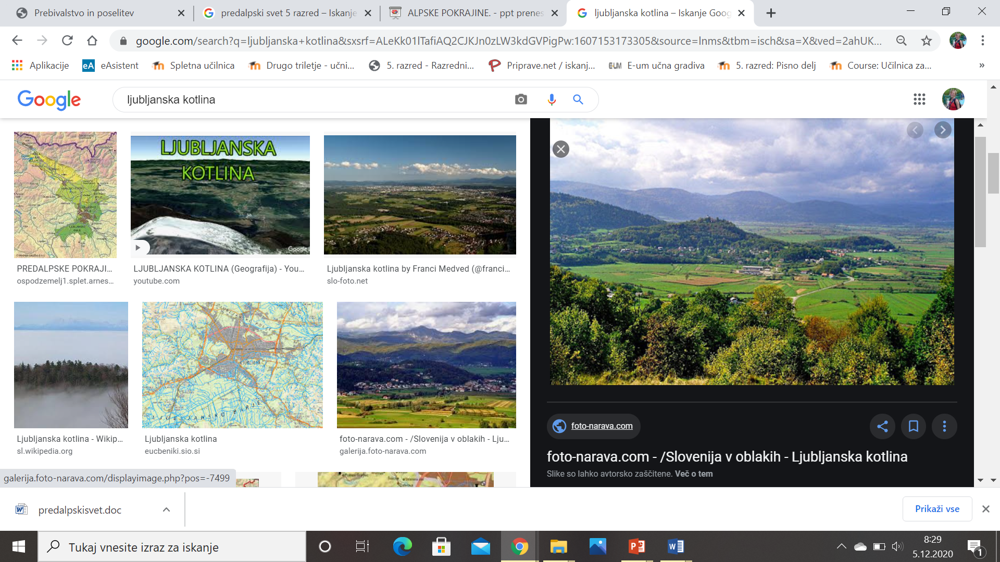 Prebivalstvo in poselitev
predalpski svet 5 razred – Iskanje
ALPSKE POKRAJINE. - ppt prenes
ljubljanska kotlina – Iskanje Goog
google.com/search?q=ljubljanska+kotlina&sxsrf=ALeKk01lTafiAQ2CJKJn0zLW3kdGVPigPw:1607153173305&source=lnms&tbm=isch&sa=X&ved=2ahUK...
Aplikacije
eA eAsistent
Spletna učilnica
Drugo triletje - učni...
5. razred - Razredni...
Priprave.net / iskanj...
E-UM E-um učna gradiva
5. razred: Pisno delj
Course: Učilnica za...
»
Google
ljubljanska kotlina
LJUBLJANSKA
KOTLINA
Google
PREDALPSKE POKRAJI...
ospodzemelj1.splet.arnes...
LJUBLJANSKA KOTLINA (Geografija) - You...
youtube.com
Ljubljanska kotlina by Franci Medved (@franci...
slo-foto.net
LJUBLJANA
LJUBLJANSKO BARJE
Ljubljanska kotlina - Wikip...
sl.wikipedia.org
Ljubljanska kotlina
eucbeniki.sio.si
foto-narava.com - /Slovenija v oblakih - Lju...
galerija.foto-narava.com
foto-narava.com
foto-narava.com - /Slovenija v oblakih - Ljubljanska kotlina
Slike so lahko avtorsko zaščitene. Več o tem
galerija.foto-narava.com/displayimage.php?pos=-7499
predalpskisvet.doc
Prikaži vse
Tukaj vnesite izraz za iskanje
8:29
5.12.2020
1